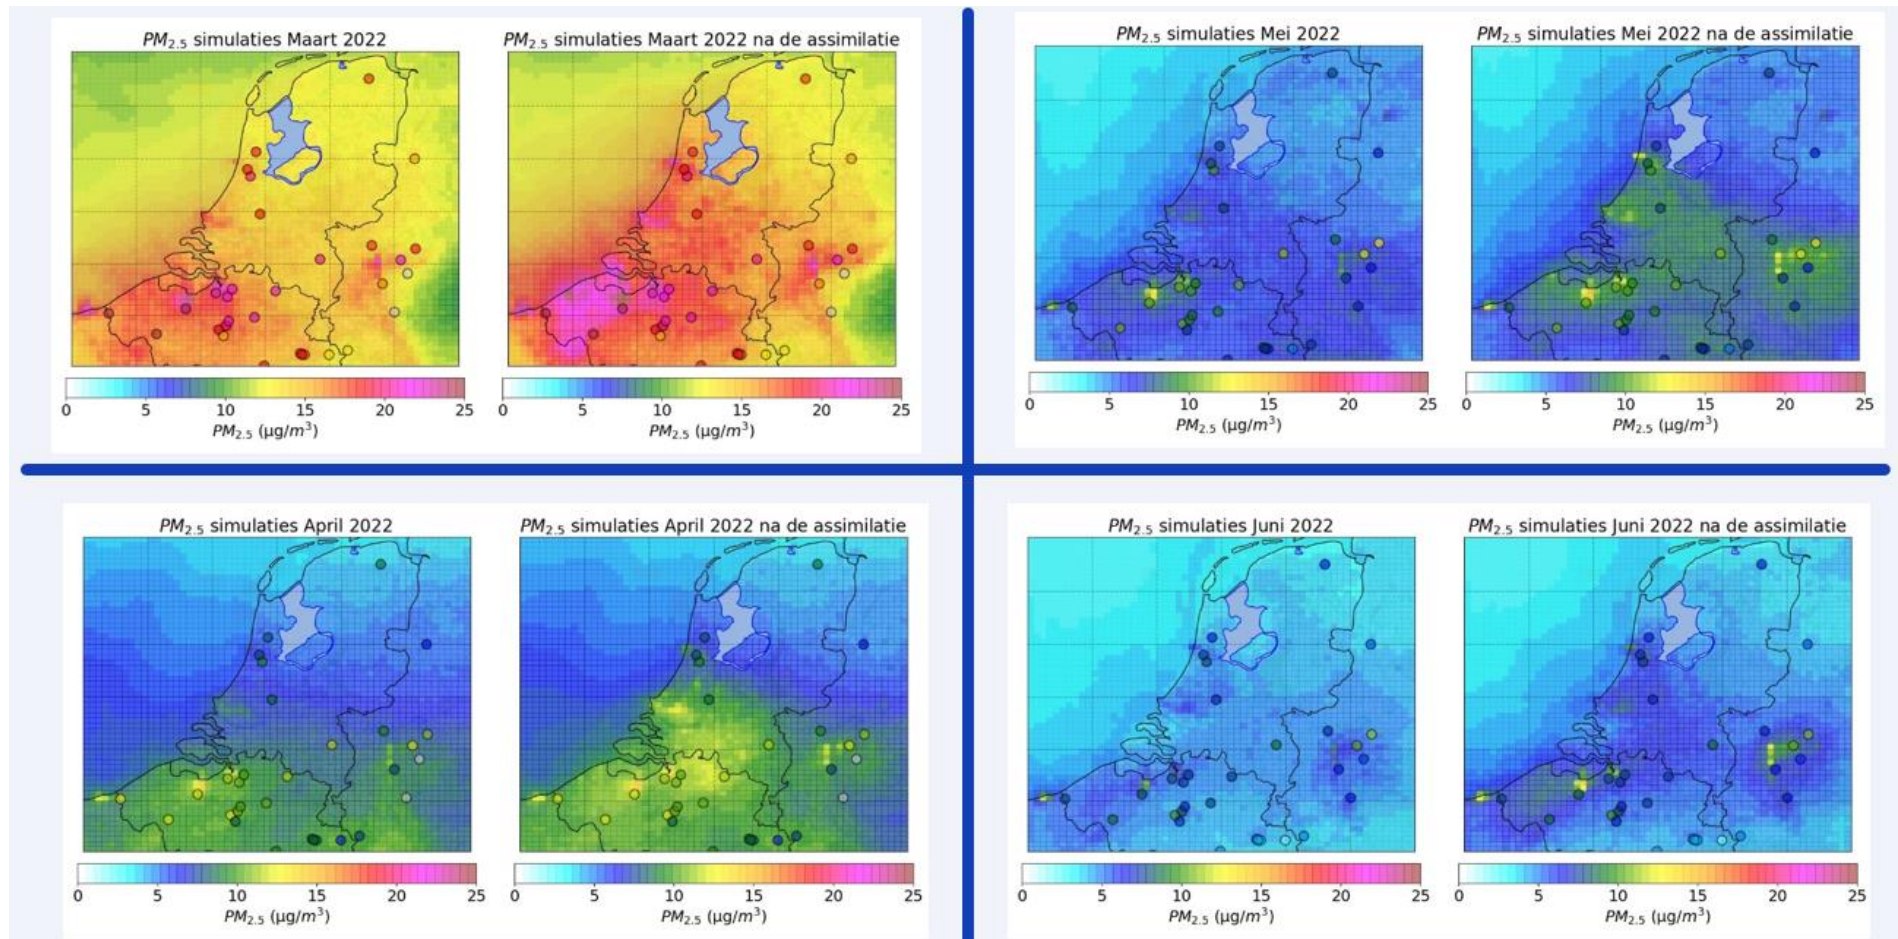 PM2.5 simulaties Maart 2022
PM2.5 simulaties Maart 2022 na de assimilatie
0 5 10 15 20 25
PM2.5 (µg/m³)
0 5 10 15 20 25
PM2.5 (µg/m³)
PM2.5 simulaties Mei 2022
PM2.5 simulaties Mei 2022 na de assimilatie
0 5 10 15 20 25
PM2.5 (µg/m³)
0 5 10 15 20 25
PM2.5 (µg/m³)
PM2.5 simulaties April 2022
PM2.5 simulaties April 2022 na de assimilatie
0 5 10 15 20 25
PM2.5 (µg/m³)
0 5 10 15 20 25
PM2.5 (µg/m³)
PM2.5 simulaties Juni 2022
PM2.5 simulaties Juni 2022 na de assimilatie
0 5 10 15 20 25
PM2.5 (µg/m³)
0 5 10 15 20 25
PM2.5 (µg/m³)